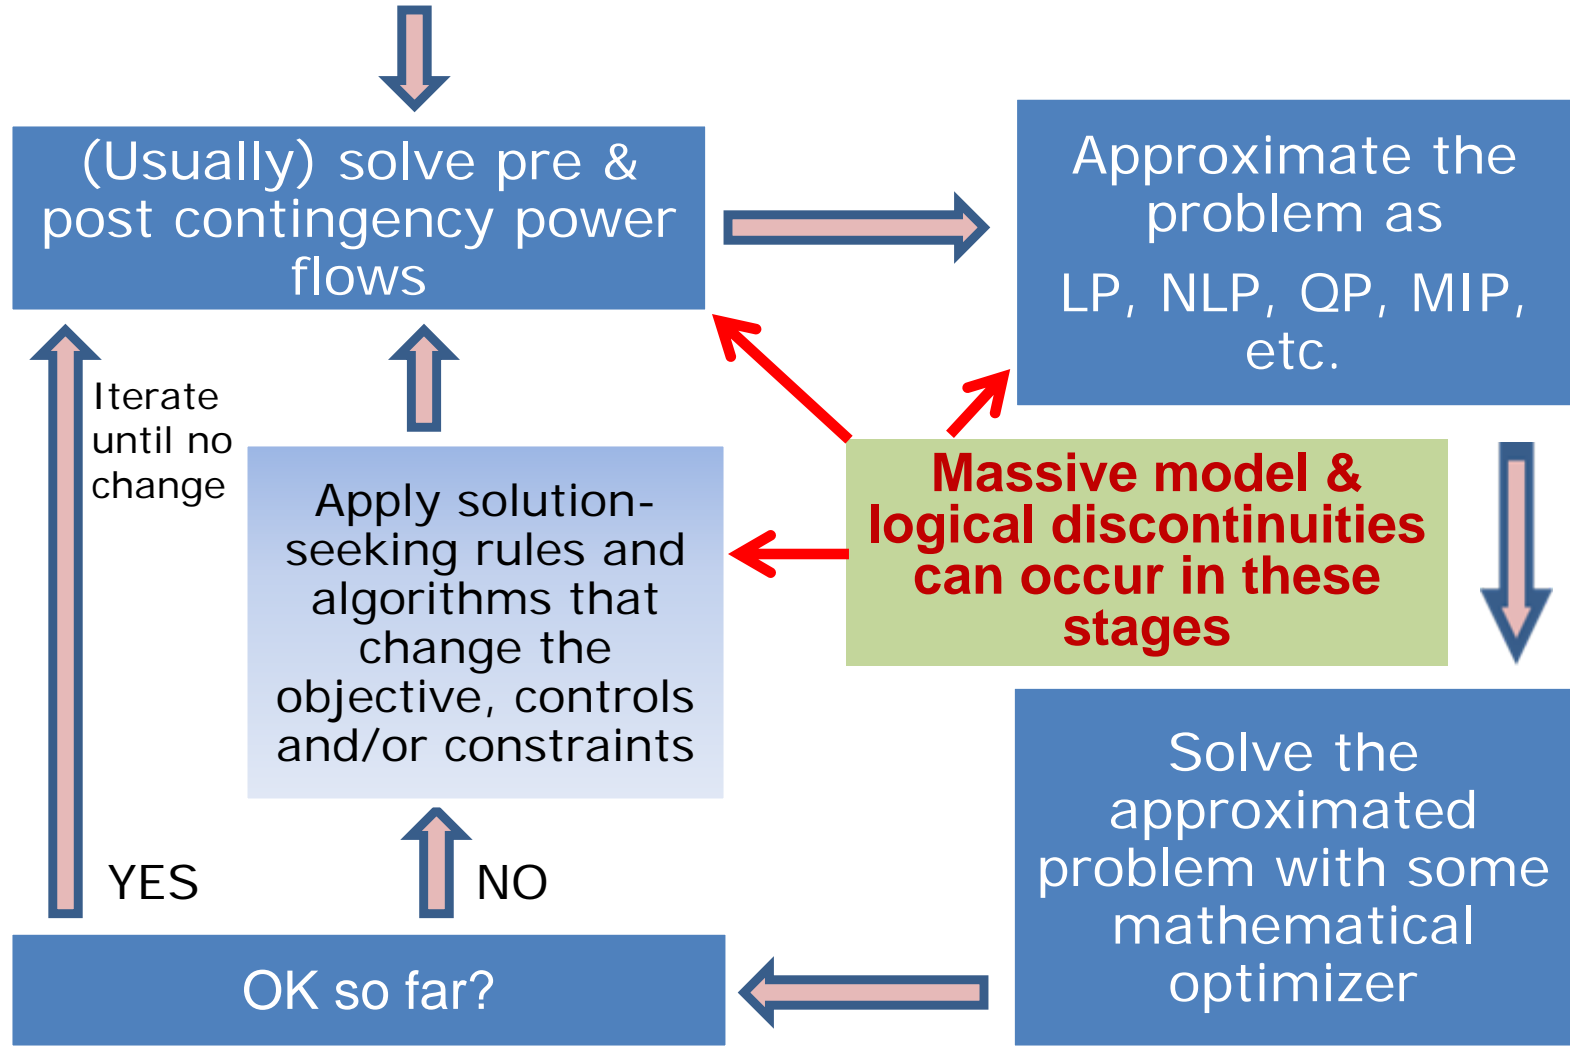 (Usually) solve pre &
post contingency power
flows
Approximate the
problem as
LP, NLP, QP, MIP,
etc.
Iterate
until no
change
Apply solution-
seeking rules and
algorithms that
change the
objective, controls
and/or constraints
Massive model &
logical discontinuities
can occur in these
stages
Solve the
approximated
problem with some
mathematical
optimizer
YES
NO
OK so far?